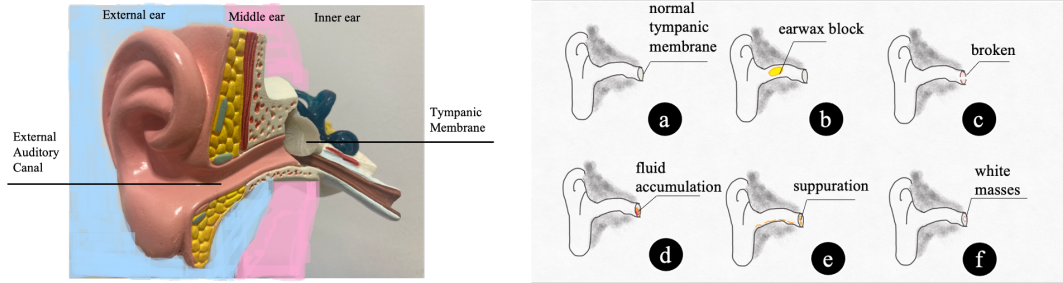 External ear
Middle ear
Inner ear
External
Auditory
Canal
Tympanic
Membrane
normal
tympanic
membrane
a
earwax block
b
broken
c
fluid
accumulation
d
suppuration
e
white
masses
f